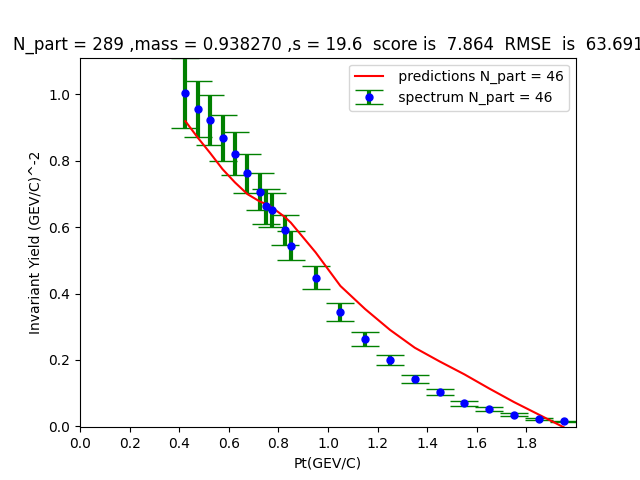 N_part = 289 ,mass = 0.938270 ,s = 19.6  score is  7.864  RMSE  is  63.691
predictions N_part = 46
spectrum N_part = 46
Invariant Yield (GEV/C)^-2
1.0
0.8
0.6
0.4
0.2
0.0
0.0 0.2 0.4 0.6 0.8 1.0 1.2 1.4 1.6 1.8
Pt(GEV/C)